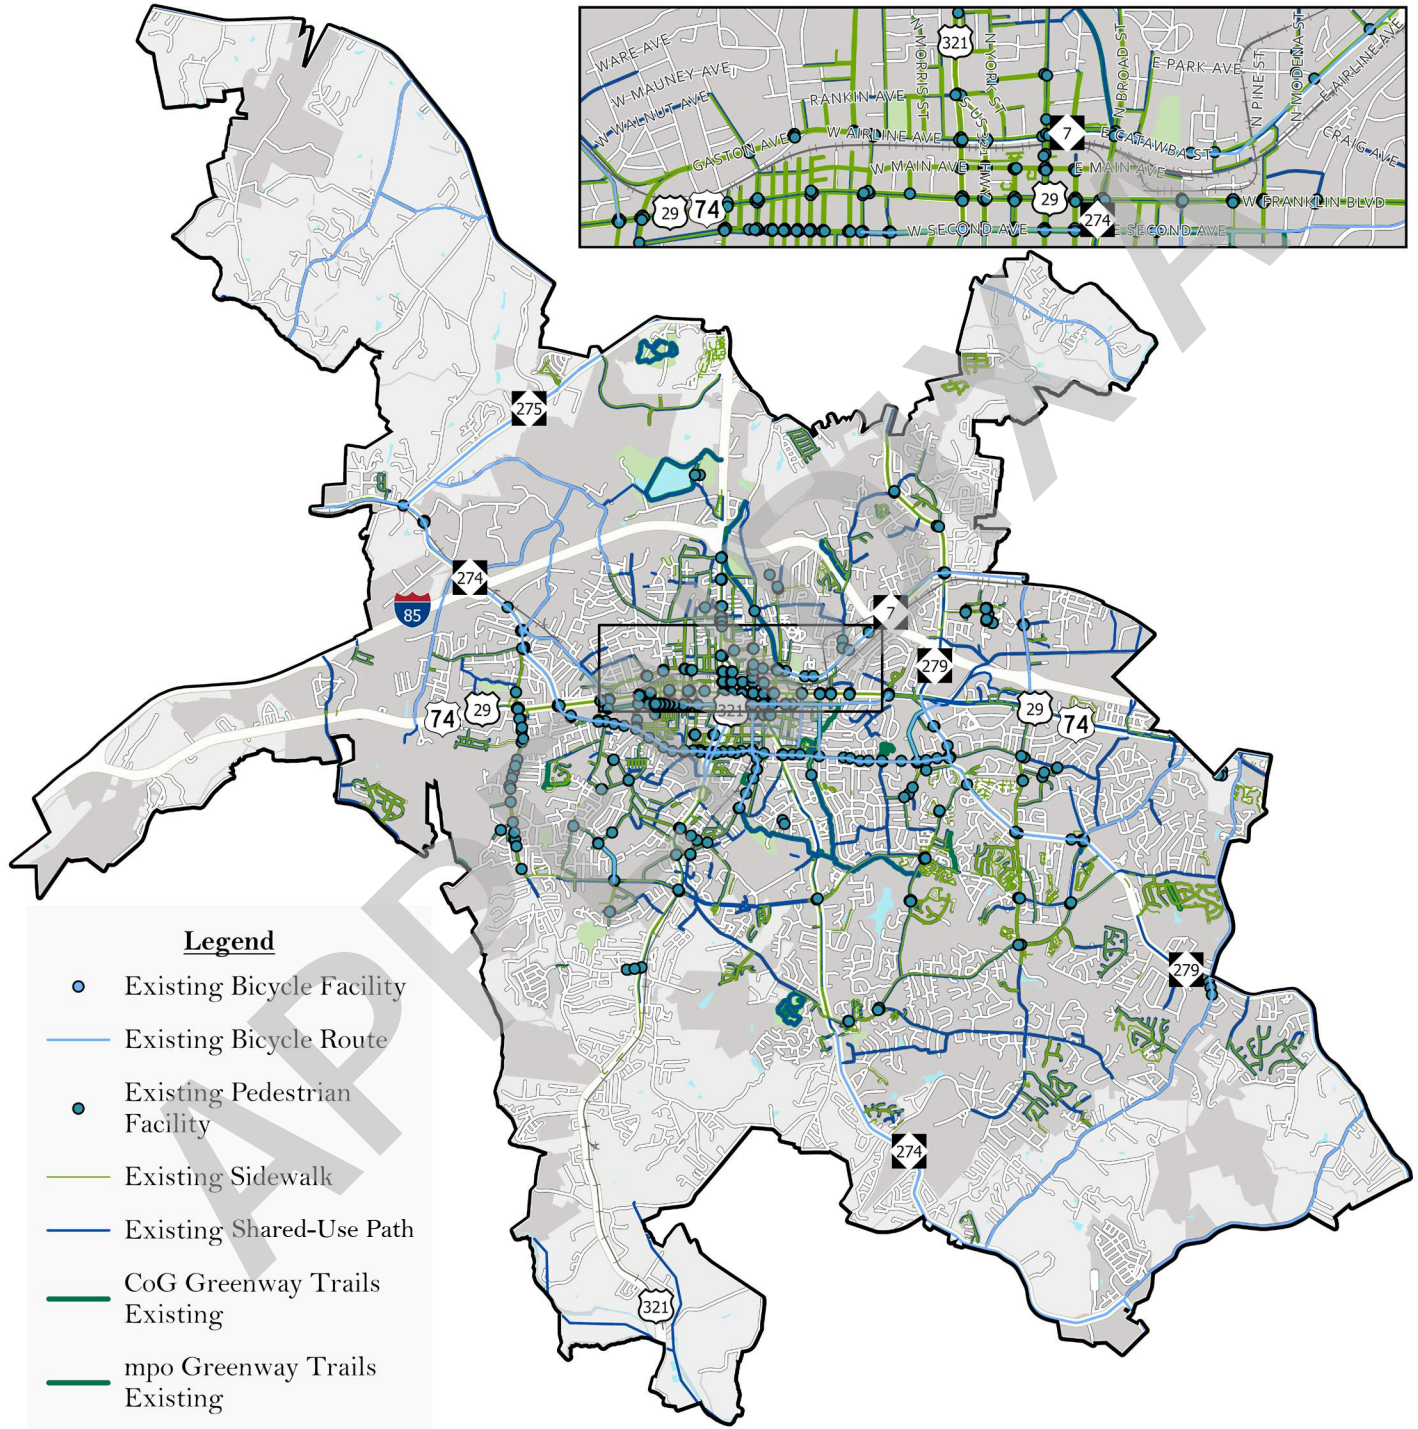 WARE AVE
W MAUNEY AVE
W WALNUT AVE
GASTON AVE
RANKIN AVE
W AIRLINE AVE
W MAIN AVE
N MORRIS ST
321
N YORK ST
S US 321 HWY
7
N BROAD ST
E PARK AVE
E CATAWBA ST
E MAIN AVE
N PINE ST
N MODENA ST
E AIRLINE AVE
CRAIG AVE
29
74
29
274
W FRANKLIN BLVD
W SECOND AVE
E SECOND AVE
275
274
85
7
279
74
29
321
29
74
279
274
321
APPROXIMA
Legend
Existing Bicycle Facility
Existing Bicycle Route
Existing Pedestrian
Facility
Existing Sidewalk
Existing Shared-Use Path
CoG Greenway Trails
Existing
mpo Greenway Trails
Existing